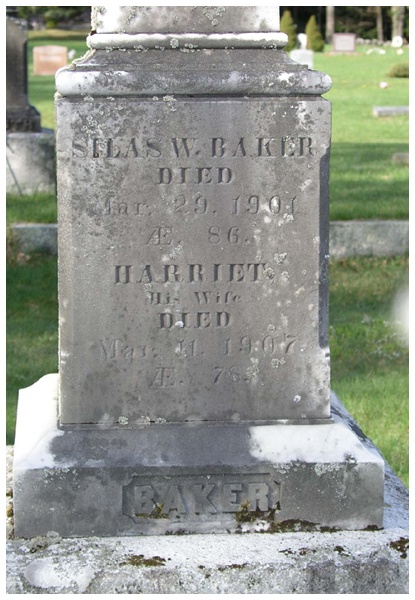 SILAS W. BAKER
DIED
Mar. 29. 1901
Æ. 86.
HARRIET.
His Wife
DIED
Mar. 11. 1907.
Æ. 78.
BAKER